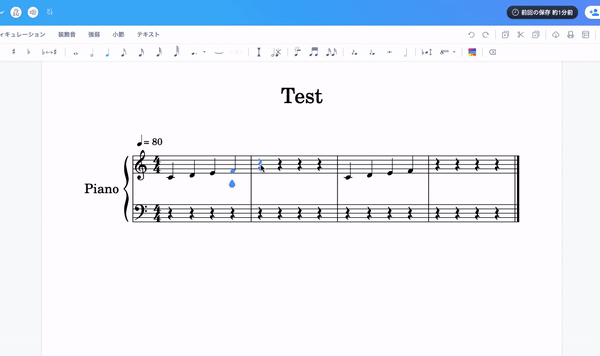 前回の保存 約1分前
ィキュレーション 装飾音 強弱 小節 テキスト
Test
= 80
Piano